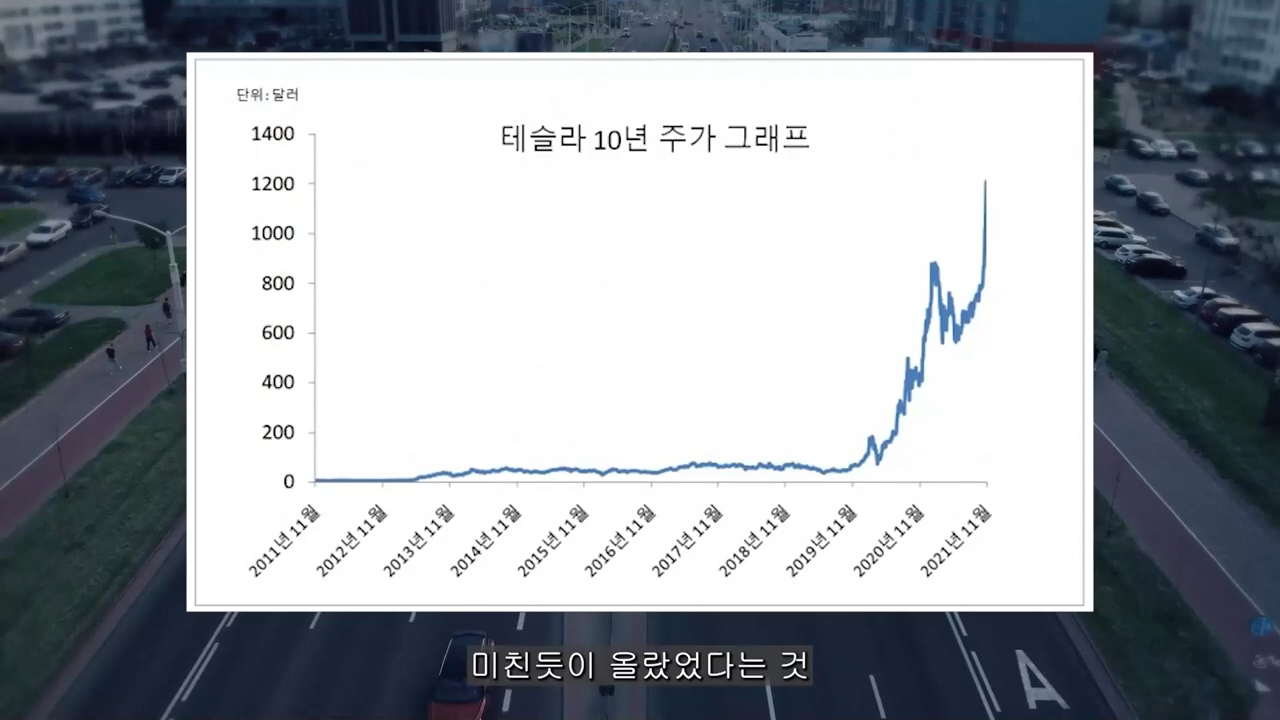 단위:달러
테슬라 10년 주가 그래프
1400
1200
1000
800
600
400
200
0
2011년 11월
2012년 11월
2013년 11월
2014년 11월
2015년 11월
2016년 11월
2017년 11월
2018년 11월
2019년 11월
2020년 11월
2021년 11월
미친듯이 올랐었다는 것
A